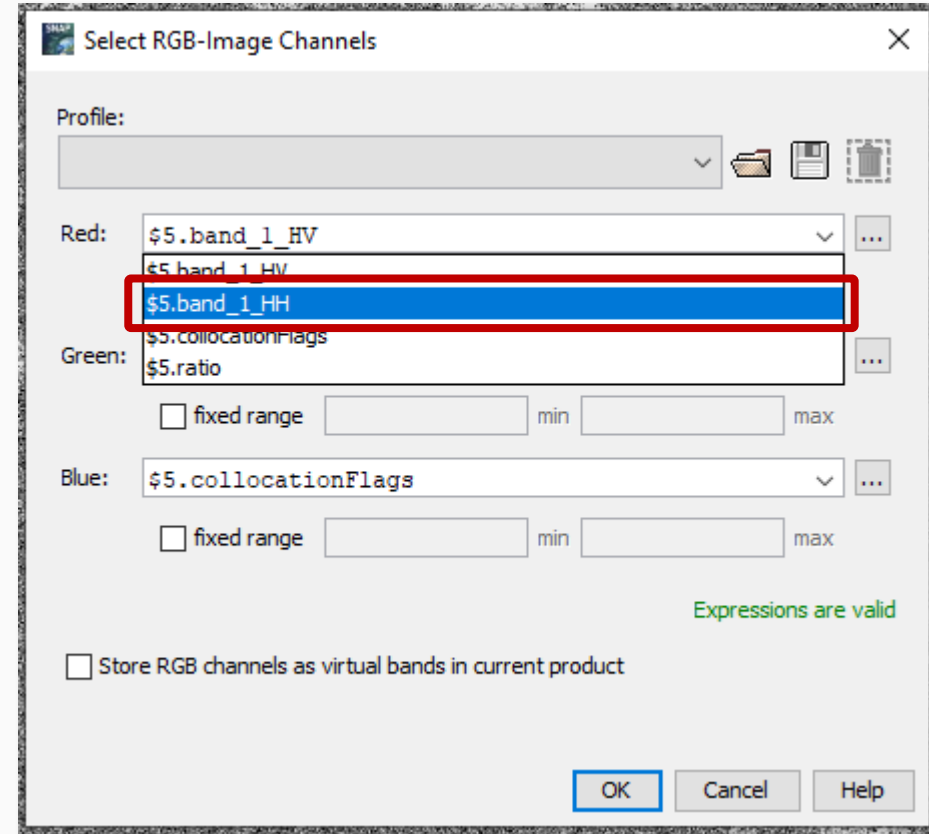 SNAP
Select RGB-Image Channels
Profile:
Red: $5.band_1_HV ...
$5.band_1_HV
$5.band_1_HH
$5.collocationFlags
Green: $5.ratio ...
fixed range min max
Blue: $5.collocationFlags ...
fixed range min max
Expressions are valid
Store RGB channels as virtual bands in current product
OK Cancel Help